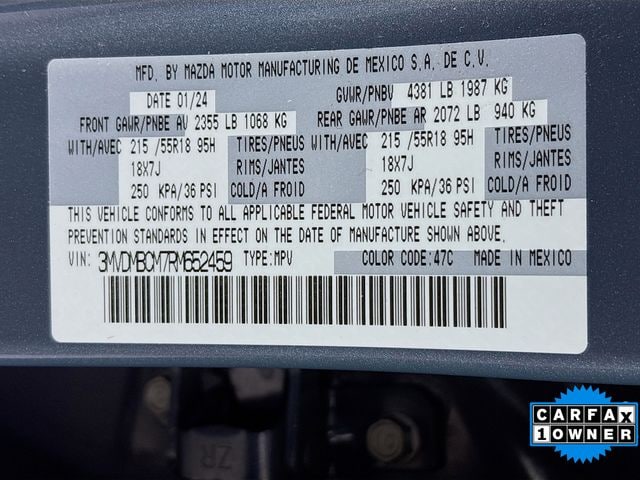 MFD. BY MAZDA MOTOR MANUFACTURING DE MEXICO S.A. DE C.V.
DATE 01/24 GVWR/PNBV 4381 LB 1987 KG
FRONT GAWR/PNBE AV 2355 LB 1068 KG REAR GAWR/PNBE AR 2072 LB 940 KG
WITH/AVEC 215 /55R18 95H TIRES/PNEUS WITH/AVEC 215 /55R18 95H TIRES/PNEUS
18X7J RIMS/JANTES 18X7J RIMS/JANTES
250 KPA/36 PSI COLD/A FROID 250 KPA/36 PSI COLD/A FROID
THIS VEHICLE CONFORMS TO ALL APPLICABLE FEDERAL MOTOR VEHICLE SAFETY AND THEFT
PREVENTION STANDARDS IN EFFECT ON THE DATE OF MANUFACTURE SHOWN ABOVE.
VIN: 3MVDMBCM7RM652459 TYPE:MPV COLOR CODE:47C MADE IN MEXICO
ZR
CARFAX
1 OWNER